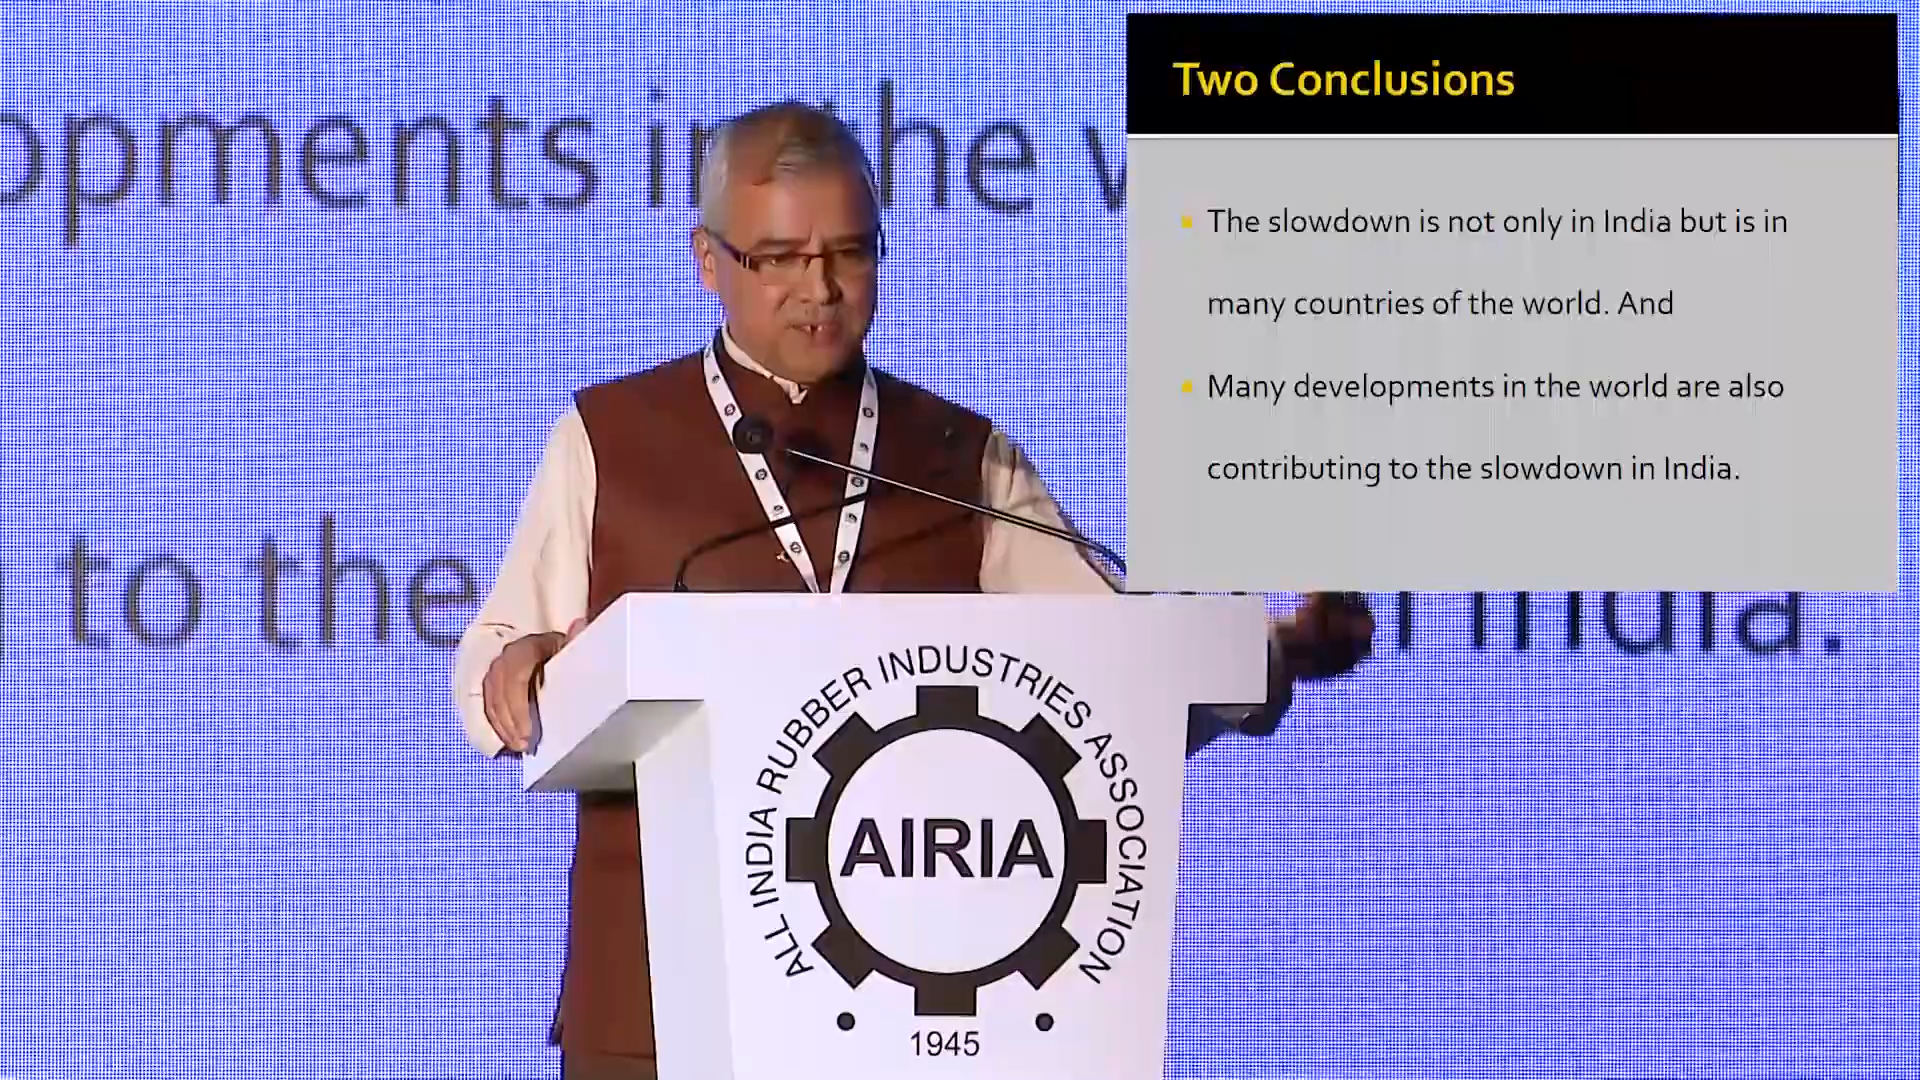 Two Conclusions
The slowdown is not only in India but is in
many countries of the world. And
Many developments in the world are also
contributing to the slowdown in India.
opments in the
to the
India.
ALL INDIA RUBBER INDUSTRIES ASSOCIATION
AIRIA
1945